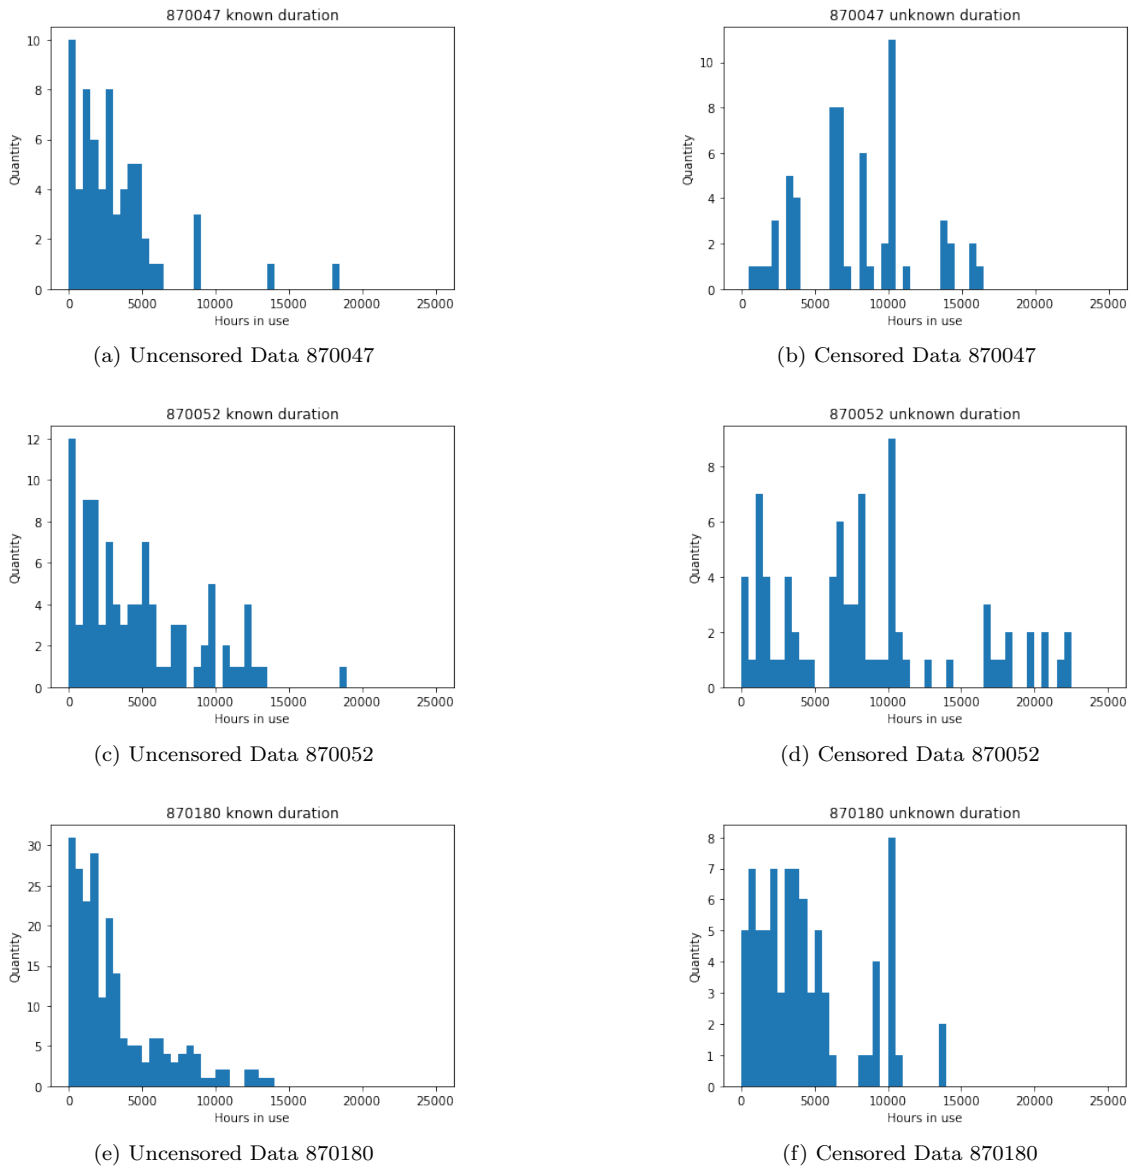 870047 known duration
10
8
6
4
2
0
Quantity
0 5000 10000 15000 20000 25000
Hours in use
(a) Uncensored Data 870047
870047 unknown duration
10
8
6
4
2
0
Quantity
0 5000 10000 15000 20000 25000
Hours in use
(b) Censored Data 870047
870052 known duration
12
10
8
6
4
2
0
Quantity
0 5000 10000 15000 20000 25000
Hours in use
(c) Uncensored Data 870052
870052 unknown duration
8
6
4
2
0
Quantity
0 5000 10000 15000 20000 25000
Hours in use
(d) Censored Data 870052
870180 known duration
30
25
20
15
10
5
0
Quantity
0 5000 10000 15000 20000 25000
Hours in use
(e) Uncensored Data 870180
870180 unknown duration
8
7
6
5
4
3
2
1
0
Quantity
0 5000 10000 15000 20000 25000
Hours in use
(f) Censored Data 870180